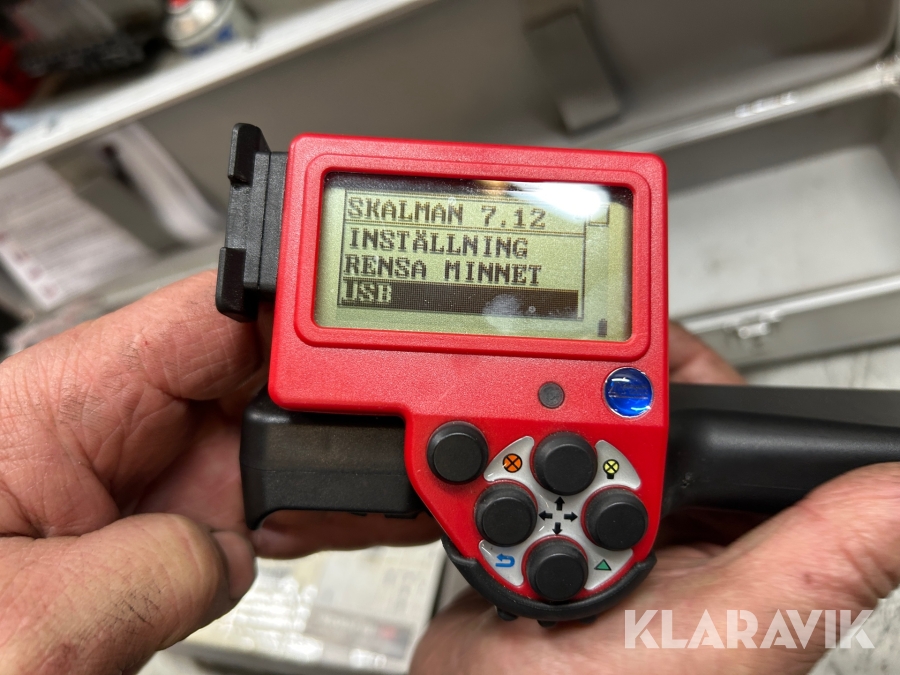 SKALMAN 7.12
INSTÄLLNING
RENSA MINNET
USB
KLARAVIK